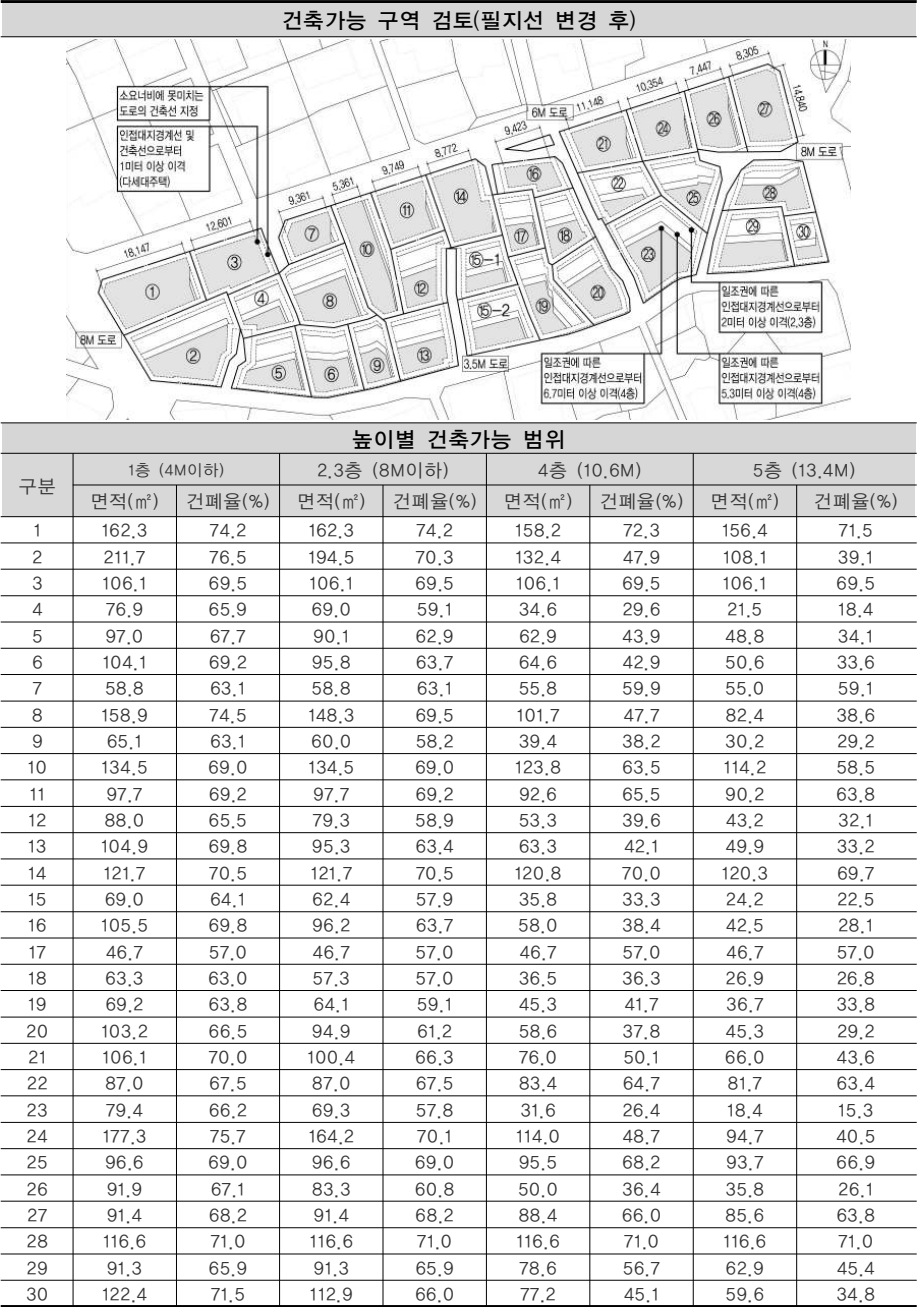 건축가능 구역 검토(필지선 변경 후)
소요너비에 못미치는
도로의 건축선 지정
인접대지경계선 및
건축선으로부터
1미터 이상 이격
(다세대주택)
N
8,305
7,447
10,354
11,148
14,840
6M 도로
9,423
8,772
9,749
5,361
9,361
12,601
18,147
8M 도로
8M 도로
3.5M 도로
① ② ③ ④ ⑤ ⑥ ⑦ ⑧ ⑨ ⑩ ⑪ ⑫ ⑬ ⑭ ⑮-1 ⑮-2 ⑯ ⑰ ⑱ ⑲ ⑳ ㉑ ㉒ ㉓ ㉔ ㉕ ㉖ ㉗ ㉘ ㉙ ㉚
일조권에 따른
인접대지경계선으로부터
2미터 이상 이격(2,3층)
일조권에 따른
인접대지경계선으로부터
6.7미터 이상 이격(4층)
일조권에 따른
인접대지경계선으로부터
5.3미터 이상 이격(4층)
높이별 건축가능 범위
구분 1층 (4M이하) 2.3층 (8M이하) 4층 (10.6M) 5층 (13.4M)
면적(㎡) 건폐율(%) 면적(㎡) 건폐율(%) 면적(㎡) 건폐율(%) 면적(㎡) 건폐율(%)
1 162.3 74.2 162.3 74.2 158.2 72.3 156.4 71.5
2 211.7 76.5 194.5 70.3 132.4 47.9 108.1 39.1
3 106.1 69.5 106.1 69.5 106.1 69.5 106.1 69.5
4 76.9 65.9 69.0 59.1 34.6 29.6 21.5 18.4
5 97.0 67.7 90.1 62.9 62.9 43.9 48.8 34.1
6 104.1 69.2 95.8 63.7 64.6 42.9 50.6 33.6
7 58.8 63.1 58.8 63.1 55.8 59.9 55.0 59.1
8 158.9 74.5 148.3 69.5 101.7 47.7 82.4 38.6
9 65.1 63.1 60.0 58.2 39.4 38.2 30.2 29.2
10 134.5 69.0 134.5 69.0 123.8 63.5 114.2 58.5
11 97.7 69.2 97.7 69.2 92.6 65.5 90.2 63.8
12 88.0 65.5 79.3 58.9 53.3 39.6 43.2 32.1
13 104.9 69.8 95.3 63.4 63.3 42.1 49.9 33.2
14 121.7 70.5 121.7 70.5 120.8 70.0 120.3 69.7
15 69.0 64.1 62.4 57.9 35.8 33.3 24.2 22.5
16 105.5 69.8 96.2 63.7 58.0 38.4 42.5 28.1
17 46.7 57.0 46.7 57.0 46.7 57.0 46.7 57.0
18 63.3 63.0 57.3 57.0 36.5 36.3 26.9 26.8
19 69.2 63.8 64.1 59.1 45.3 41.7 36.7 33.8
20 103.2 66.5 94.9 61.2 58.6 37.8 45.3 29.2
21 106.1 70.0 100.4 66.3 76.0 50.1 66.0 43.6
22 87.0 67.5 87.0 67.5 83.4 64.7 81.7 63.4
23 79.4 66.2 69.3 57.8 31.6 26.4 18.4 15.3
24 177.3 75.7 164.2 70.1 114.0 48.7 94.7 40.5
25 96.6 69.0 96.6 69.0 95.5 68.2 93.7 66.9
26 91.9 67.1 83.3 60.8 50.0 36.4 35.8 26.1
27 91.4 68.2 91.4 68.2 88.4 66.0 85.6 63.8
28 116.6 71.0 116.6 71.0 116.6 71.0 116.6 71.0
29 91.3 65.9 91.3 65.9 78.6 56.7 62.9 45.4
30 122.4 71.5 112.9 66.0 77.2 45.1 59.6 34.8